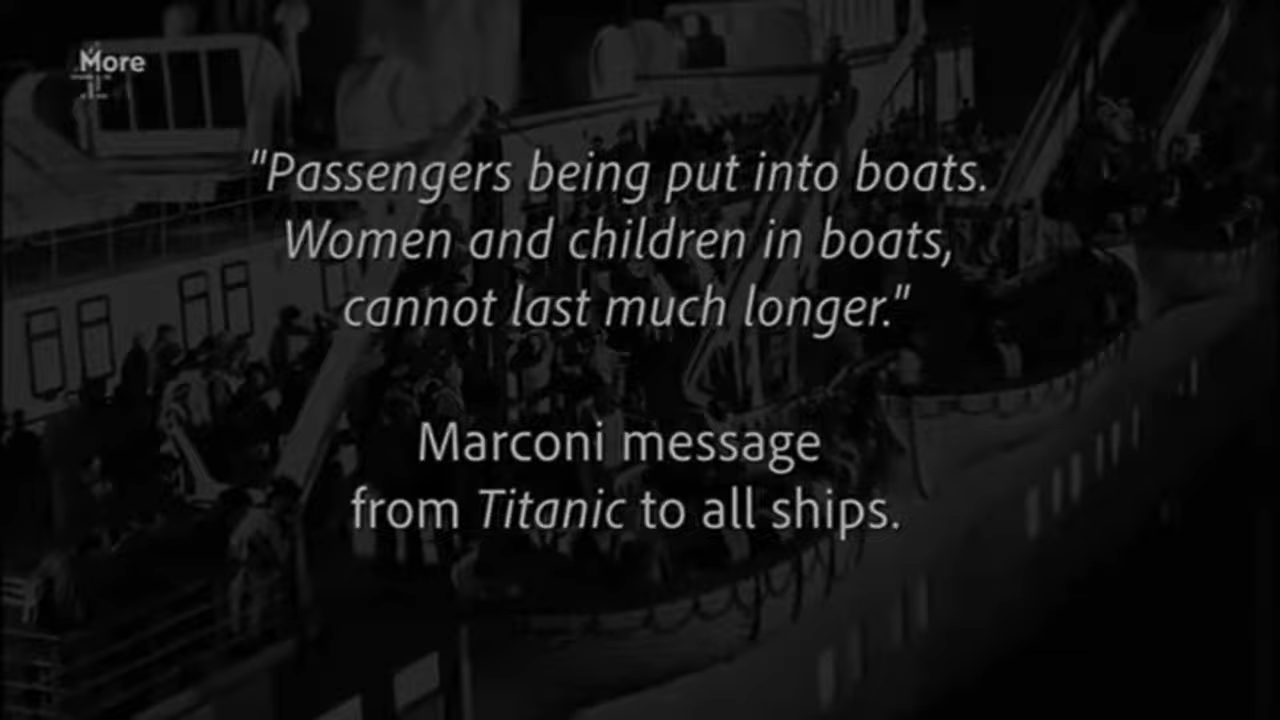 More
4
"Passengers being put into boats.
Women and children in boats,
cannot last much longer."
Marconi message
from Titanic to all ships.